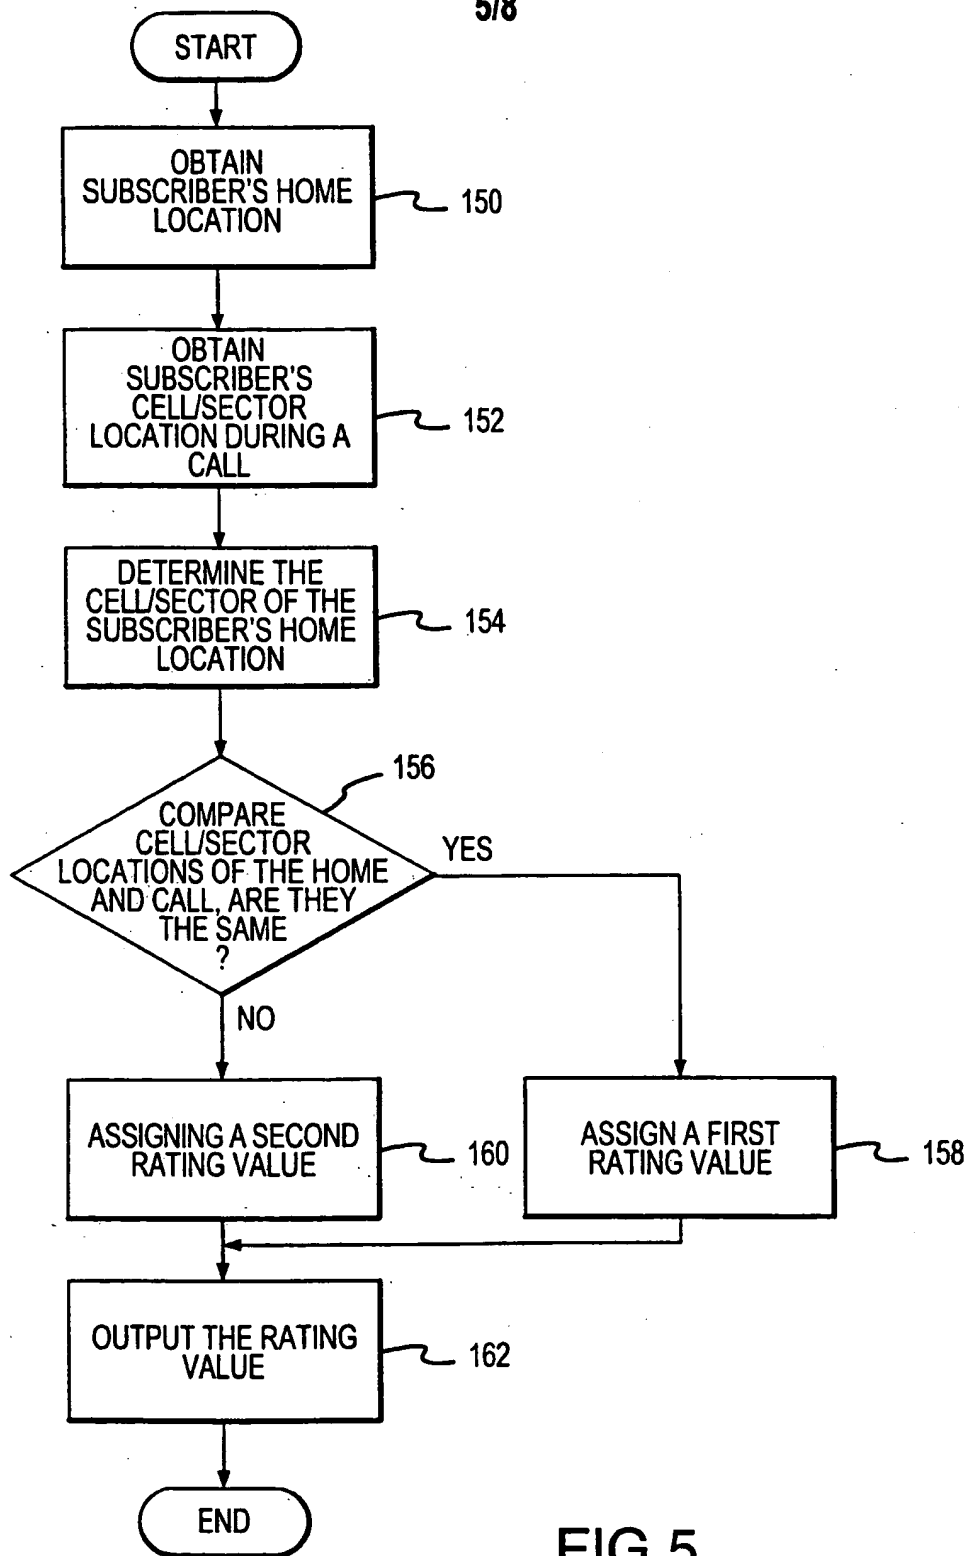 5/8
START
OBTAIN
SUBSCRIBER'S HOME
LOCATION
150
OBTAIN
SUBSCRIBER'S
CELL/SECTOR
LOCATION DURING A
CALL
152
DETERMINE THE
CELL/SECTOR OF THE
SUBSCRIBER'S HOME
LOCATION
154
156
COMPARE
CELL/SECTOR
LOCATIONS OF THE HOME
AND CALL, ARE THEY
THE SAME
?
YES
NO
ASSIGNING A SECOND
RATING VALUE
160
ASSIGN A FIRST
RATING VALUE
158
OUTPUT THE RATING
VALUE
162
END
FIG.5